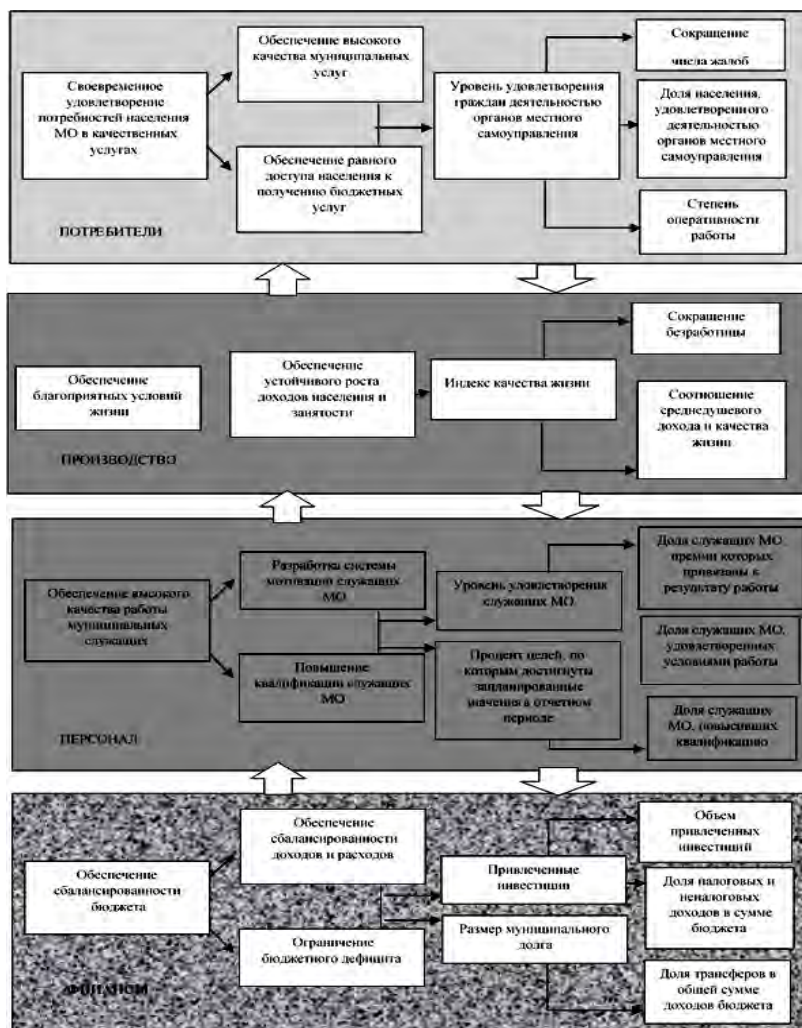 Своевременное
удовлетворение
потребностей населения
МО в качественных
услугах
Обеспечение высокого
качества муниципальных
услуг
Обеспечение равного
доступа населения к
получению бюджетных
услуг
Уровень удовлетворения
граждан деятельностью
органов местного
самоуправления
Сокращение
числа жалоб
Доля населения,
удовлетворенного
деятельностью
органов местного
самоуправления
Степень
оперативности
работы
ПОТРЕБИТЕЛИ
Обеспечение
благоприятных условий
жизни
Обеспечение
устойчивого роста
доходов населения и
занятости
Индекс качества жизни
Сокращение
безработицы
Соотношение
среднедушевого
дохода и качества
жизни
ПРОИЗВОДСТВО
Обеспечение высокого
качества работы
муниципальных
служащих
Разработка системы
мотивации служащих
МО
Повышение
квалификации служащих
МО
Уровень удовлетворения
служащих МО
Процент целей, по
которым достигнуты
запланированные
значения в отчетном
периоде
Доля служащих МО,
премии которых
привязаны к
результату работы
Доля служащих МО,
удовлетворенных
условиями работы
Доля служащих
МО, повысивших
квалификацию
ПЕРСОНАЛ
Обеспечение
сбалансированности
бюджета
Обеспечение
сбалансированности
доходов и расходов
Ограничение
бюджетного дефицита
Привлеченные
инвестиции
Размер муниципального
долга
Объем
привлеченных
инвестиций
Доля налоговых и
неналоговых
доходов в сумме
бюджета
Доля трансферов в
общей сумме
доходов бюджета
ФИНАНСЫ